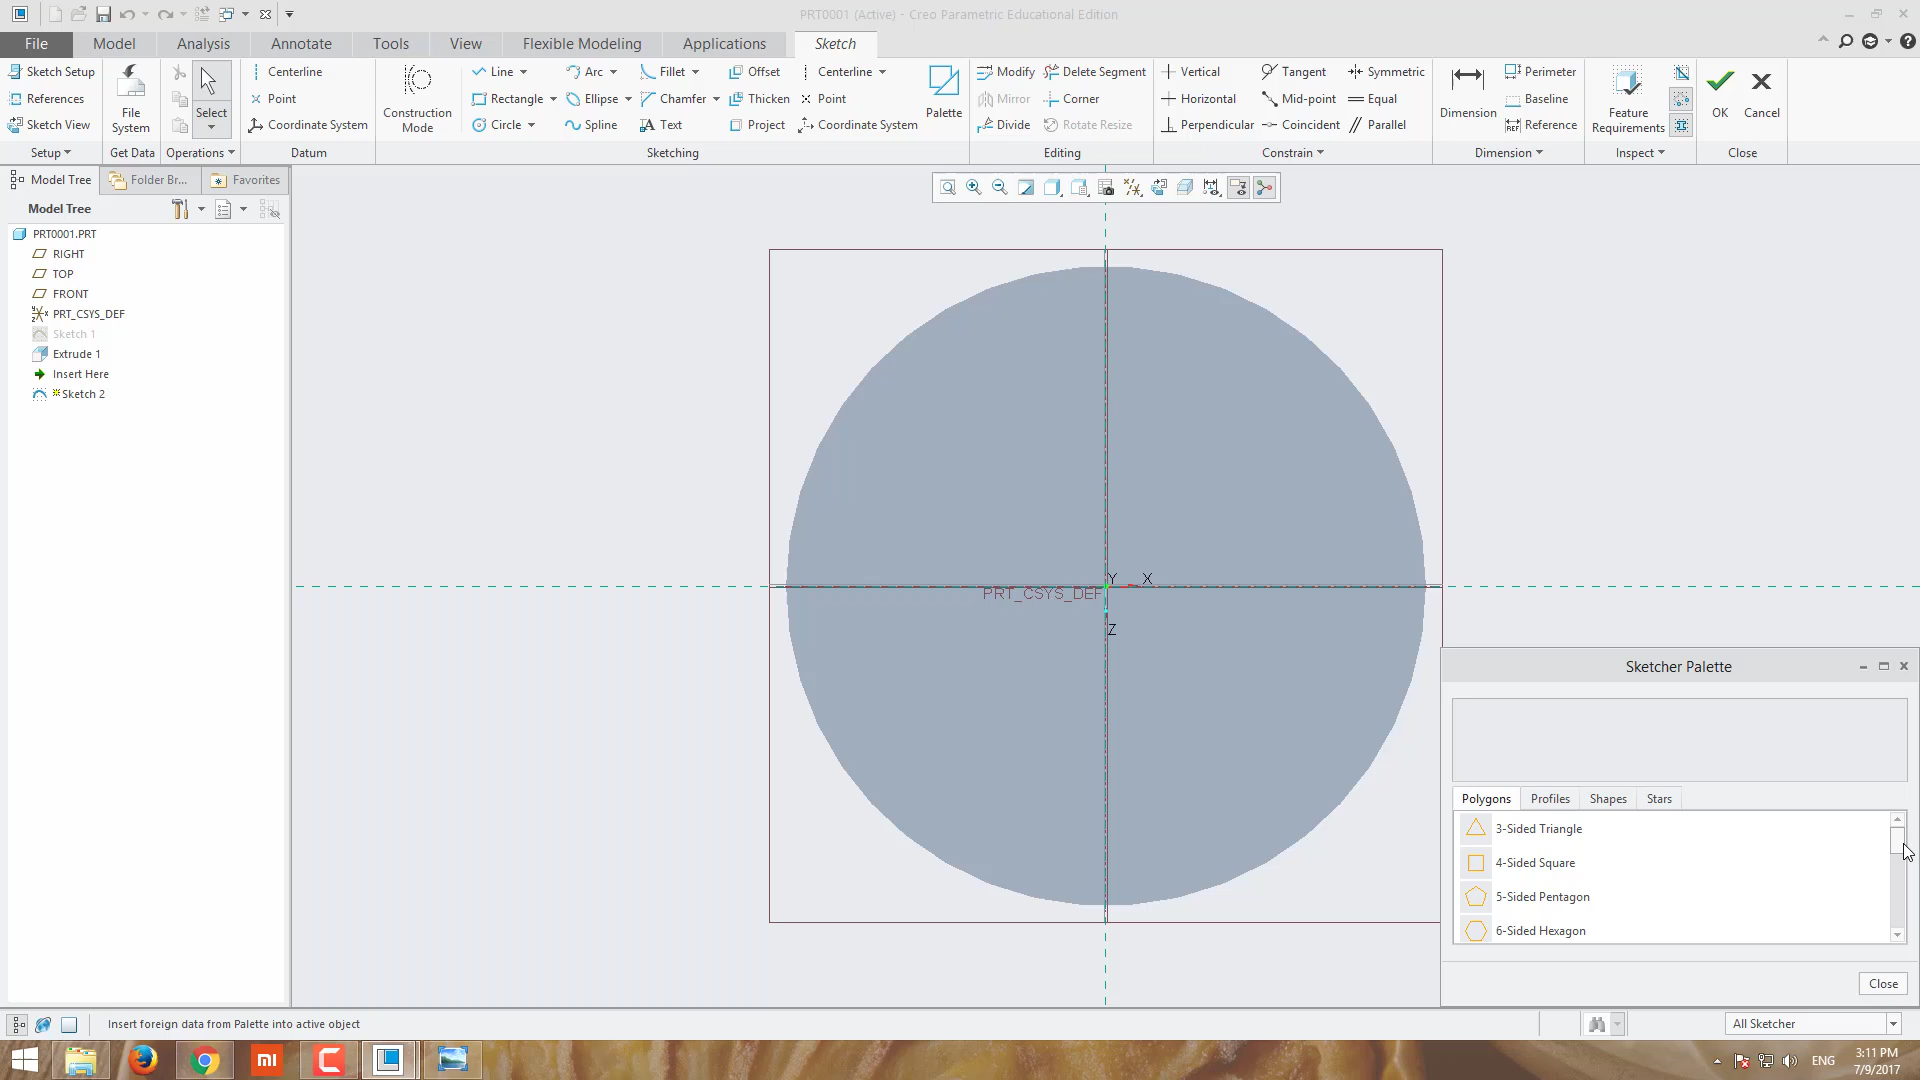 PRT0001 (Active) - Creo Parametric Educational Edition
File Model Analysis Annotate Tools View Flexible Modeling Applications Sketch
Sketch Setup
References
Sketch View
Setup
File System
Get Data
Select
Operations
Centerline
Point
Coordinate System
Datum
Construction Mode
Line
Rectangle
Circle
Arc
Ellipse
Spline
Fillet
Chamfer
Text
Offset
Thicken
Project
Centerline
Point
Coordinate System
Palette
Sketching
Modify
Mirror
Divide
Delete Segment
Corner
Rotate Resize
Editing
Vertical
Horizontal
Perpendicular
Tangent
Mid-point
Coincident
Symmetric
Equal
Parallel
Constrain
Dimension
Perimeter
Baseline
REF Reference
Dimension
Feature Requirements
Inspect
OK
Cancel
Close
Model Tree Folder Br... Favorites
Model Tree
PRT0001.PRT
RIGHT
TOP
FRONT
PRT_CSYS_DEF
Sketch 1
Extrude 1
Insert Here
Sketch 2
Y X
PRT_CSYS_DEF
Z
Sketcher Palette
Polygons Profiles Shapes Stars
3-Sided Triangle
4-Sided Square
5-Sided Pentagon
6-Sided Hexagon
Close
Insert foreign data from Palette into active object
All Sketcher
mi
ENG
3:11 PM
7/9/2017